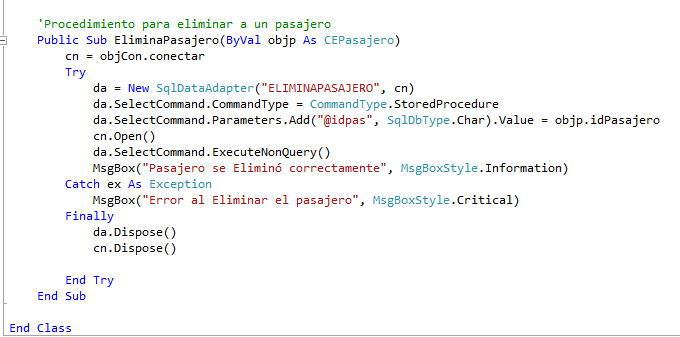 'Procedimiento para eliminar a un pasajero
Public Sub EliminaPasajero(ByVal objp As CEPasajero)
cn = objCon.conectar
Try
da = New SqlDataAdapter("ELIMINAPASAJERO", cn)
da.SelectCommand.CommandType = CommandType.StoredProcedure
da.SelectCommand.Parameters.Add("@idpas", SqlDbType.Char).Value = objp.idPasajero
cn.Open()
da.SelectCommand.ExecuteNonQuery()
MsgBox("Pasajero se Eliminó correctamente", MsgBoxStyle.Information)
Catch ex As Exception
MsgBox("Error al Eliminar el pasajero", MsgBoxStyle.Critical)
Finally
da.Dispose()
cn.Dispose()
End Try
End Sub
End Class